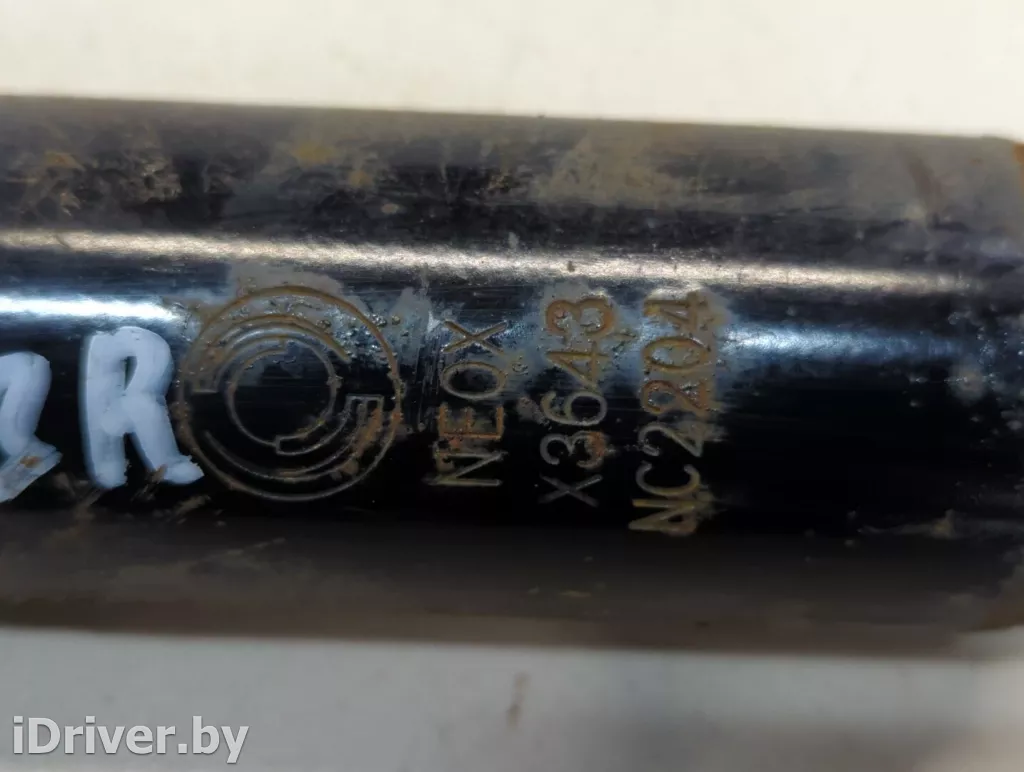 R
NEOX
X3643
NC2204
iDriver.by